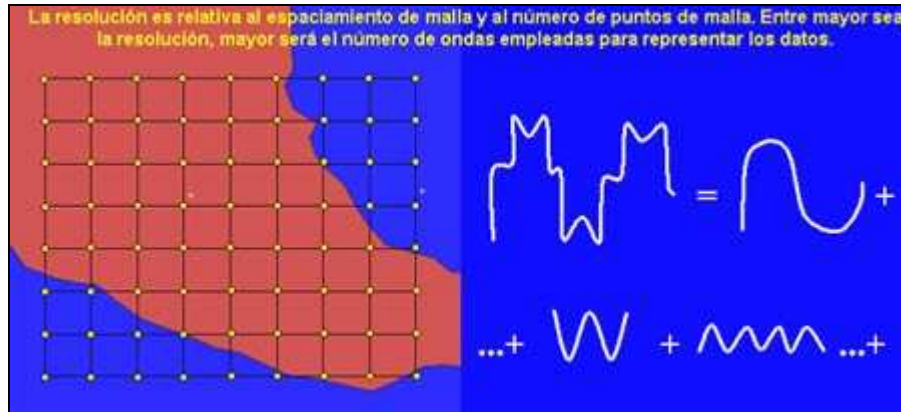 La resolución es relativa al espaciamiento de malla y al número de puntos de malla. Entre mayor sea
la resolución, mayor será el número de ondas empleadas para representar los datos.
= +
...+ + ...+